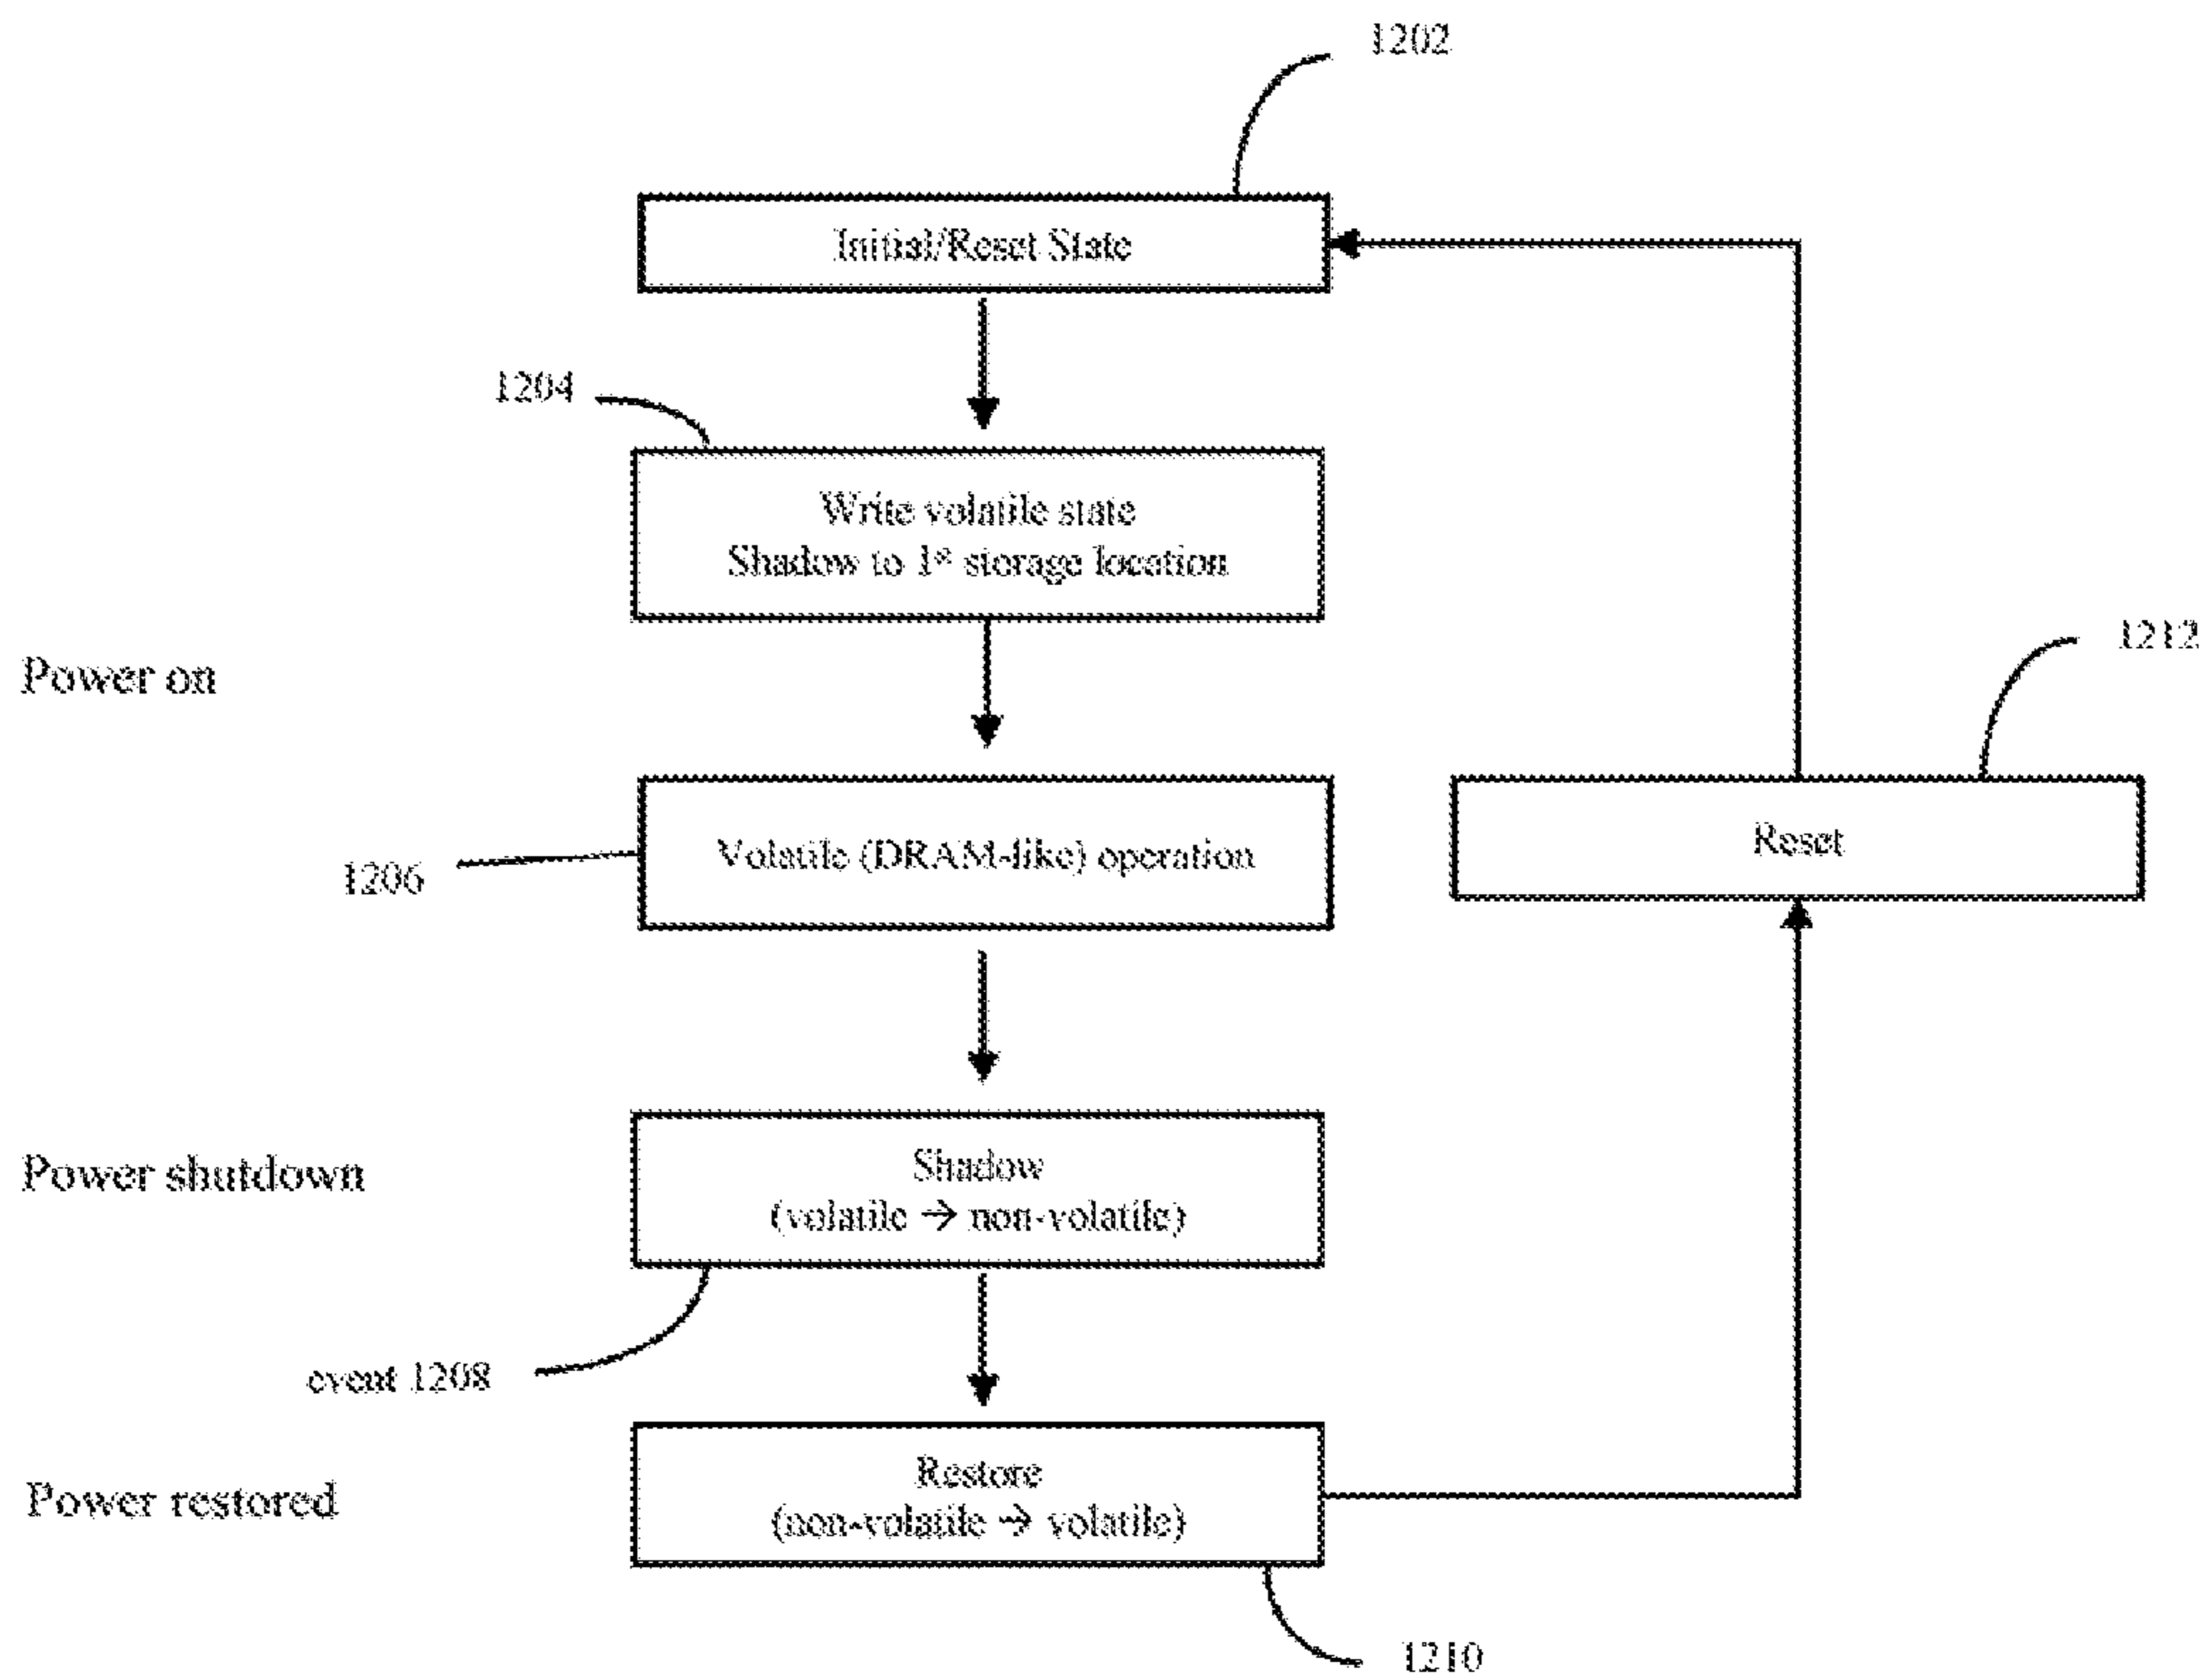 1202
Initial/Reset State
1204
Write volatile state
Shadow to 1st storage location
1212
Power on
Volatile (DRAM-like) operation
Reset
1206
Power shutdown
Shadow
(volatile → non-volatile)
event 1208
Power restored
Restore
(non-volatile → volatile)
1210